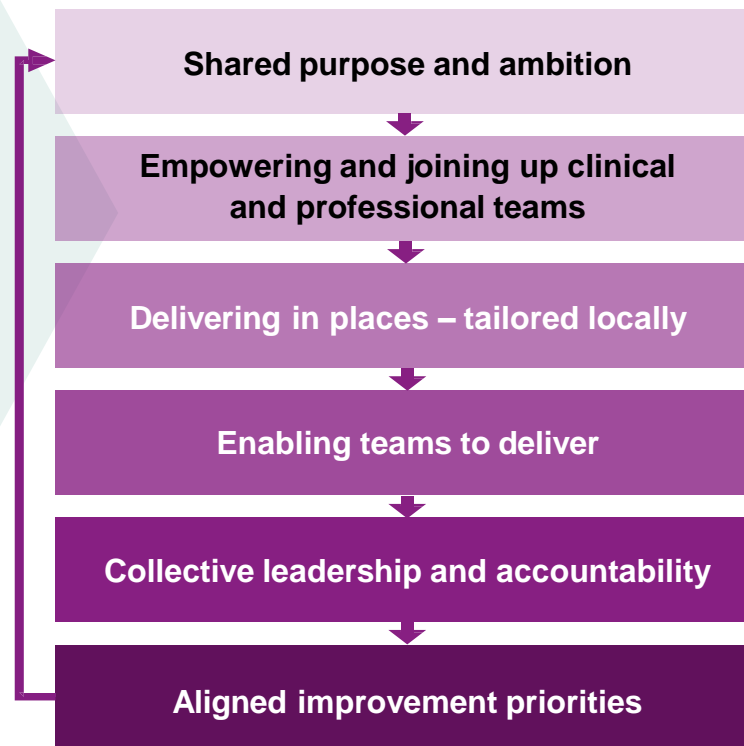 Shared purpose and ambition
Empowering and joining up clinical
and professional teams
Delivering in places – tailored locally
Enabling teams to deliver
Collective leadership and accountability
Aligned improvement priorities